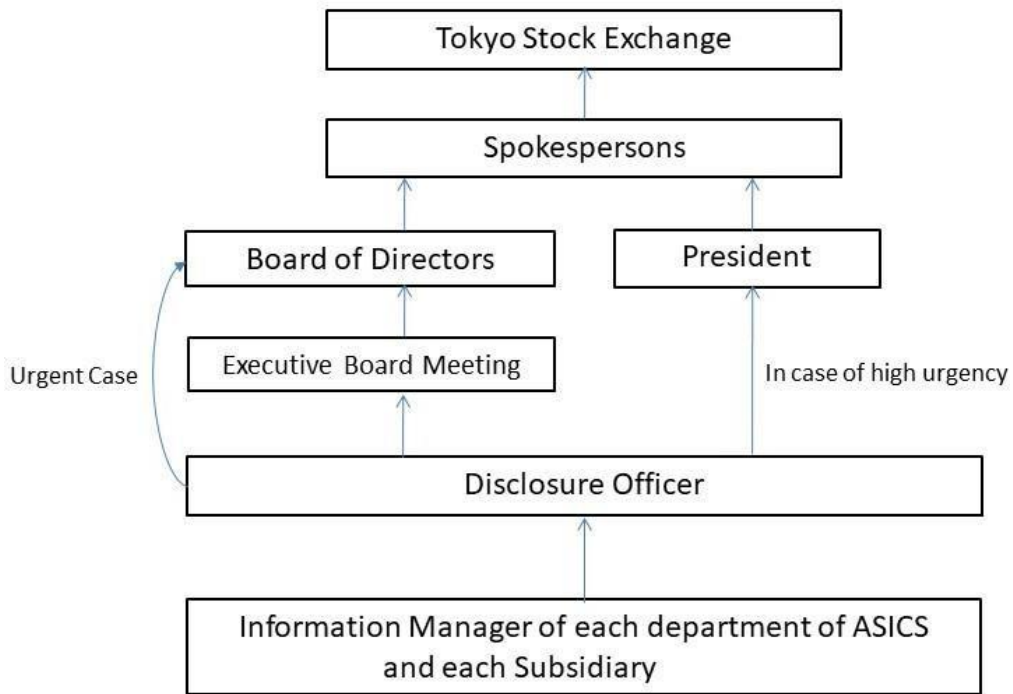 Tokyo Stock Exchange
Spokespersons
Board of Directors
President
Executive Board Meeting
Urgent Case
In case of high urgency
Disclosure Officer
Information Manager of each department of ASICS
and each Subsidiary